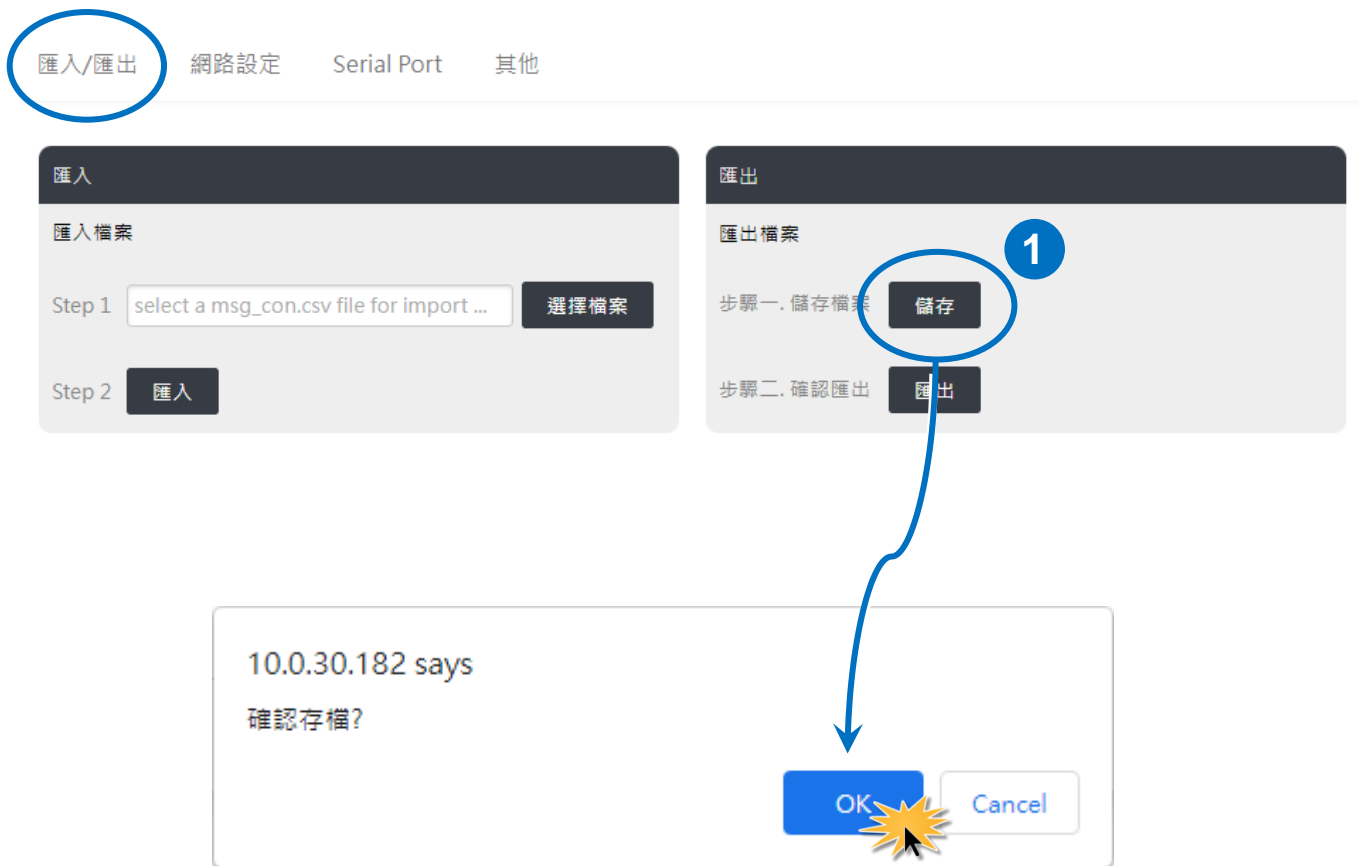 匯入/匯出 網路設定 Serial Port 其他
匯入
匯入檔案
Step 1 select a msg_con.csv file for import ... 選擇檔案
Step 2 匯入
匯出
匯出檔案
1
步驟一. 儲存檔案 儲存
步驟二. 確認匯出 匯出
10.0.30.182 says
確認存檔?
OK Cancel